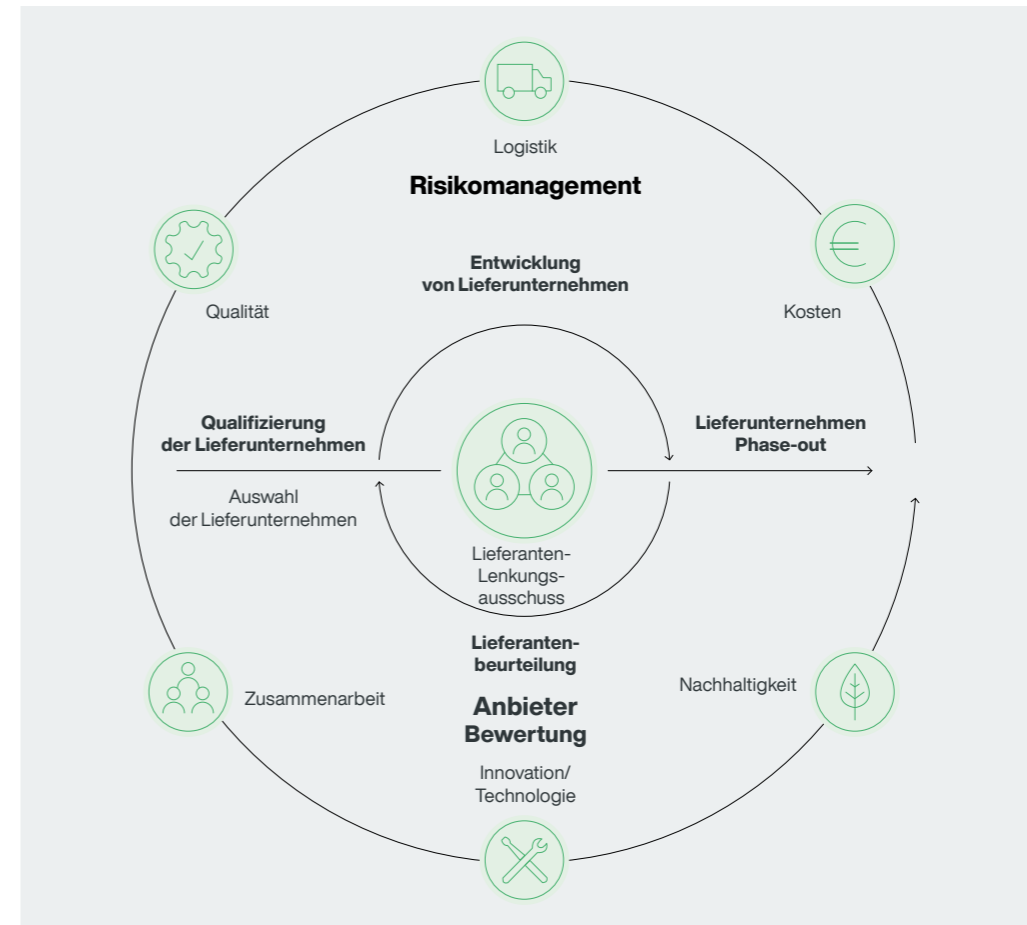 Logistik
Risikomanagement
Entwicklung
von Lieferunternehmen
Qualität
Kosten
Qualifizierung
der Lieferunternehmen
Auswahl
der Lieferunternehmen
Lieferunternehmen
Phase-out
Lieferanten-
Lenkungs-
ausschuss
Lieferanten-
beurteilung
Zusammenarbeit
Nachhaltigkeit
Anbieter
Bewertung
Innovation/
Technologie